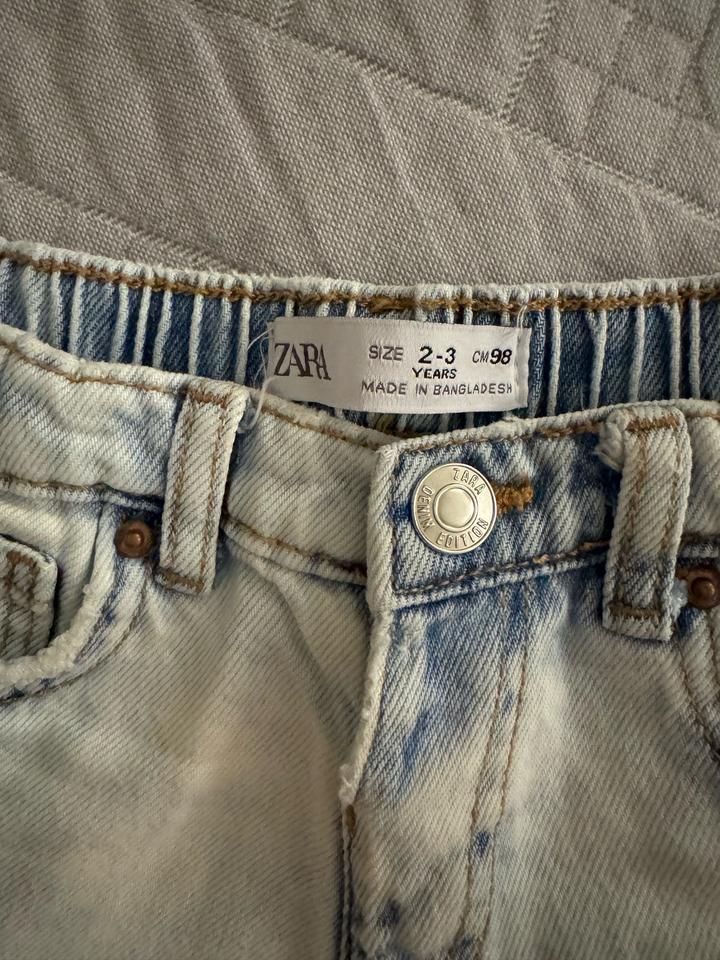 ZARA
SIZE 2-3 CM 98
YEARS
MADE IN BANGLADESH
ZARA
DENIM EDITION